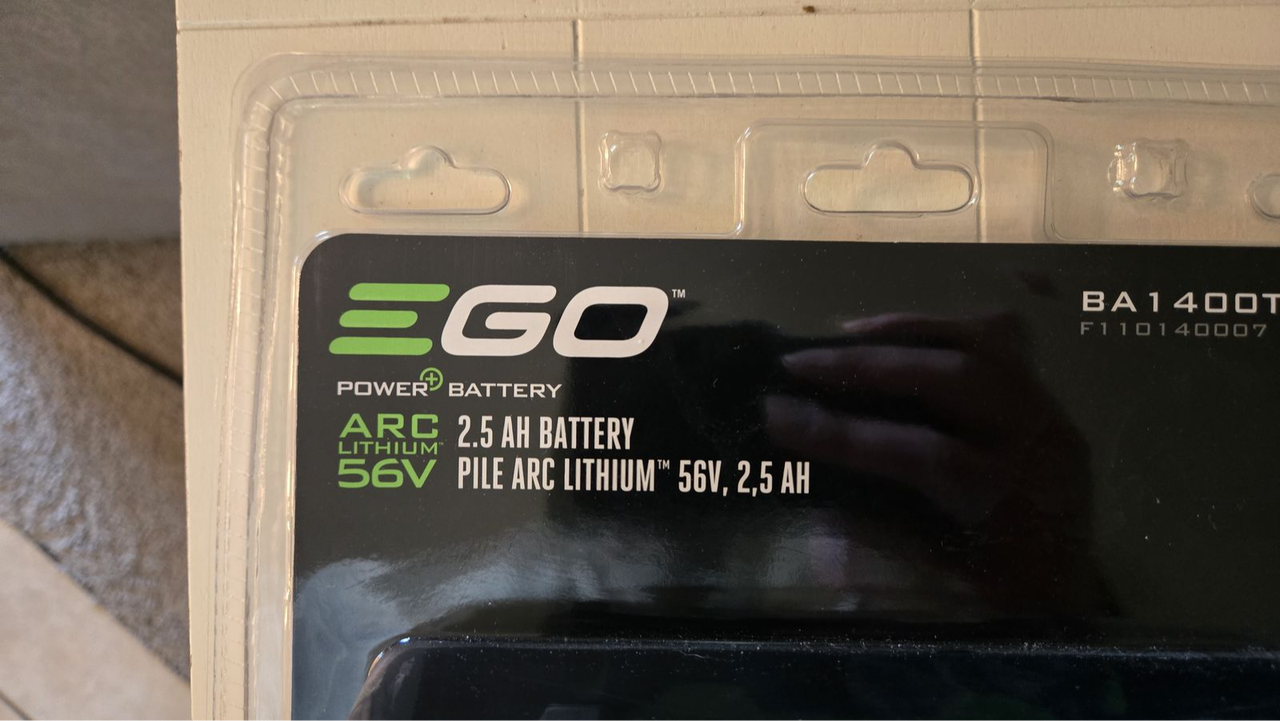 EGO™
BA1400T
F110140007
POWER+ BATTERY
ARC
LITHIUM™
56V
2.5 AH BATTERY
PILE ARC LITHIUM™ 56V, 2,5 AH